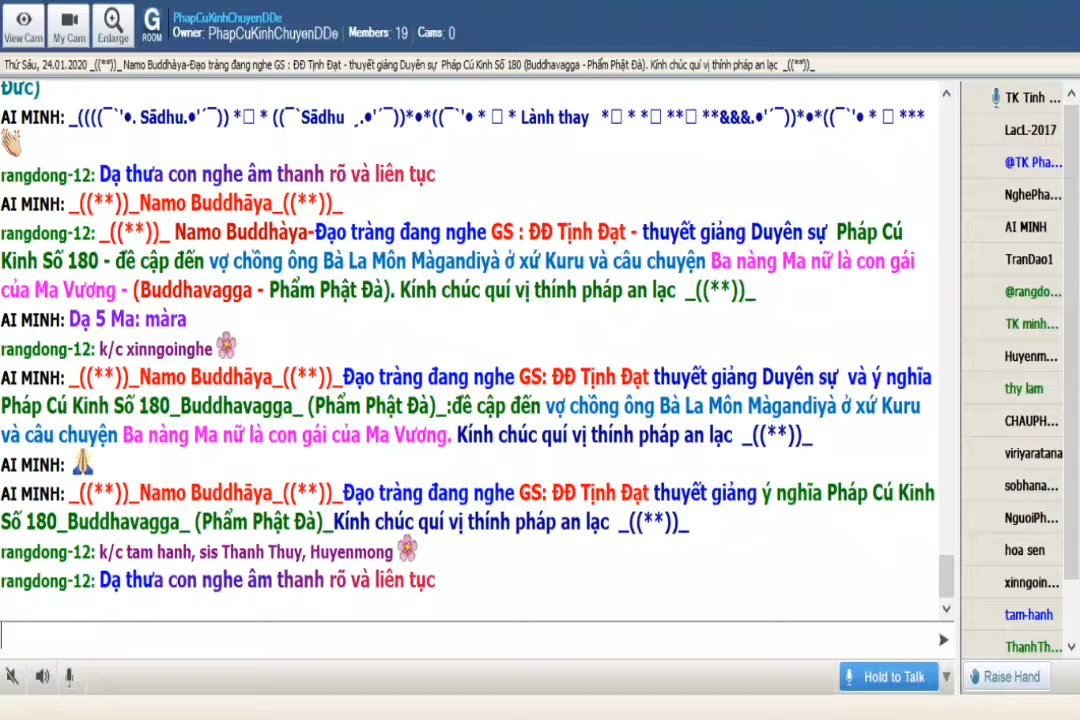 View Cam My Cam Enlarge G ROOM PhapCuKinhChuyenDDe
Owner: PhapCuKinhChuyenDDe Members: 19 Cams: 0
Thứ Sáu, 24.01.2020 _((**))_Namo Buddhàya-Đạo tràng đang nghe GS : ĐĐ Tịnh Đạt - thuyết giảng Duyên sự Pháp Cú Kinh Số 180 (Buddhavagga - Phẩm Phật Đà). Kính chúc quí vị thính pháp an lạc _((**))_
Đức)
AI MINH: _((((¯`'•. Sādhu.•'´¯)) *□ * ((¯`Sādhu ¸.•'´¯))*•*((¯`'• * □ * Lành thay *□ * *□ **□ **&&&.•'´¯))*•*((¯`'• * □ ***
rangdong-12: Dạ thưa con nghe âm thanh rõ và liên tục
AI MINH: _((**))_Namo Buddhāya_((**))_
rangdong-12: _((**))_ Namo Buddhàya-Đạo tràng đang nghe GS : ĐĐ Tịnh Đạt - thuyết giảng Duyên sự Pháp Cú
Kinh Số 180 - đề cập đến vợ chồng ông Bà La Môn Màgandiyà ở xứ Kuru và câu chuyện Ba nàng Ma nữ là con gái
của Ma Vương - (Buddhavagga - Phẩm Phật Đà). Kính chúc quí vị thính pháp an lạc _((**))_
AI MINH: Dạ 5 Ma: màra
rangdong-12: k/c xinngoinghe
AI MINH: _((**))_Namo Buddhāya_((**))_Đạo tràng đang nghe GS: ĐĐ Tịnh Đạt thuyết giảng Duyên sự và ý nghĩa
Pháp Cú Kinh Số 180_Buddhavagga_ (Phẩm Phật Đà)_:đề cập đến vợ chồng ông Bà La Môn Màgandiyà ở xứ Kuru
và câu chuyện Ba nàng Ma nữ là con gái của Ma Vương. Kính chúc quí vị thính pháp an lạc _((**))_
AI MINH:
AI MINH: _((**))_Namo Buddhāya_((**))_Đạo tràng đang nghe GS: ĐĐ Tịnh Đạt thuyết giảng ý nghĩa Pháp Cú Kinh
Số 180_Buddhavagga_ (Phẩm Phật Đà)_Kính chúc quí vị thính pháp an lạc _((**))_
rangdong-12: k/c tam hanh, sis Thanh Thuy, Huyenmong
rangdong-12: Dạ thưa con nghe âm thanh rõ và liên tục
TK Tinh ...
LacL-2017
@TK Pha...
NghePha...
AI MINH
TranDao1
@rangdo...
TK minh...
Huyenm...
thy lam
CHAUPH...
viriyaratana
sobhana...
NguoiPh...
hoa sen
xinngoin...
tam-hanh
ThanhTh...
Hold to Talk
Raise Hand